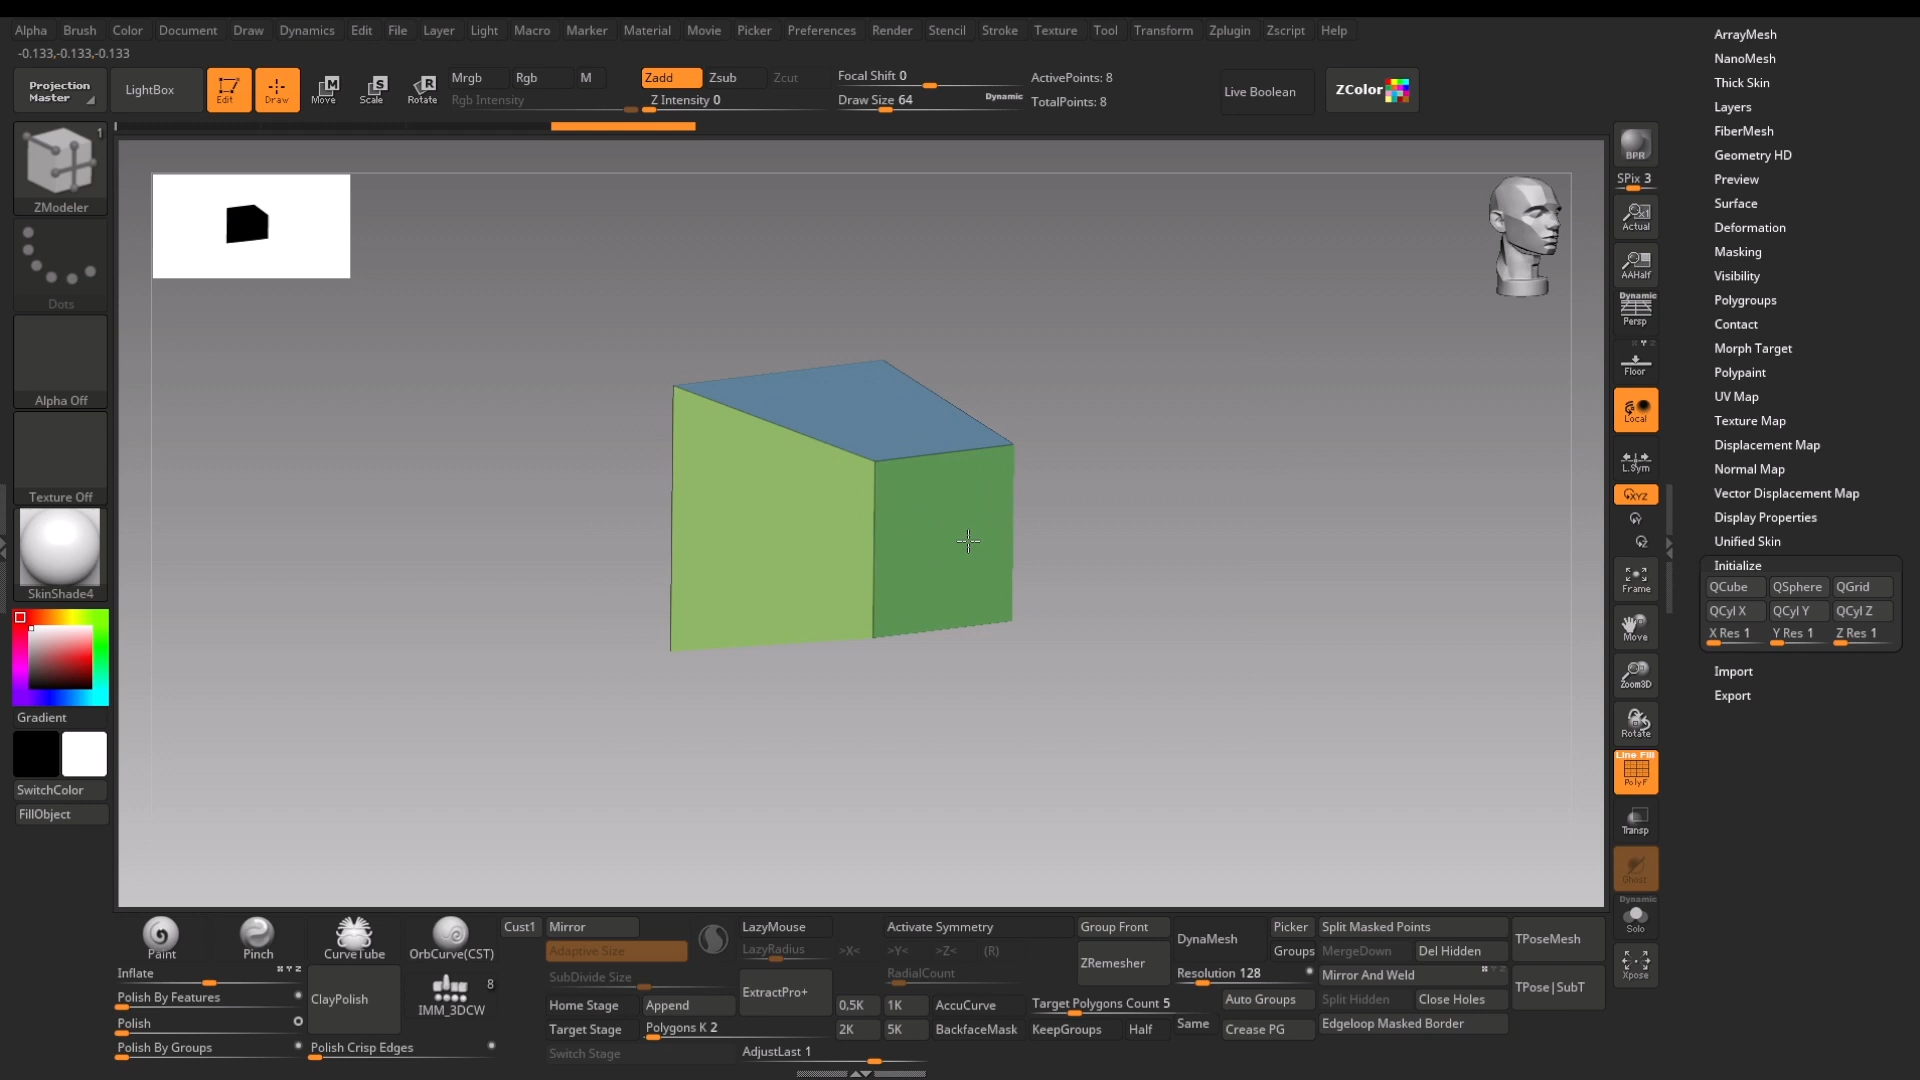 Alpha Brush Color Document Draw Dynamics Edit File Layer Light Macro Marker Material Movie Picker Preferences Render Stencil Stroke Texture Tool Transform Zplugin Zscript Help
-0.133,-0.133,-0.133
Projection Master
LightBox
Edit
Draw
Move
Scale
Rotate
Mrgb Rgb M
Rgb Intensity
Zadd Zsub Zcut
Z Intensity 0
Focal Shift 0
Draw Size 64
Dynamic
ActivePoints: 8
TotalPoints: 8
Live Boolean
ZColor
1
ZModeler
Dots
Alpha Off
Texture Off
SkinShade4
Gradient
SwitchColor
FillObject
BPR
SPix 3
Actual
AAHalf
Dynamic
Persp
Floor
Local
L.Sym
XYZ
Frame
Move
Zoom3D
Rotate
Line Fill
PolyF
Transp
Ghost
Dynamic
Solo
Xpose
ArrayMesh
NanoMesh
Thick Skin
Layers
FiberMesh
Geometry HD
Preview
Surface
Deformation
Masking
Visibility
Polygroups
Contact
Morph Target
Polypaint
UV Map
Texture Map
Displacement Map
Normal Map
Vector Displacement Map
Display Properties
Unified Skin
Initialize
QCube QSphere QGrid
QCyl X QCyl Y QCyl Z
X Res 1 Y Res 1 Z Res 1
Import
Export
Paint
Pinch
CurveTube
OrbCurve(CST)
Inflate
Polish By Features
Polish
Polish By Groups
ClayPolish
8
IMM_3DCW
Polish Crisp Edges
Cust1 Mirror
Adaptive Size
SubDivide Size
Home Stage Append
Target Stage Polygons K 2
Switch Stage
LazyMouse
LazyRadius
ExtractPro+
AdjustLast 1
Activate Symmetry
>X< >Y< >Z< (R)
RadialCount
0,5K 1K AccuCurve
2K 5K BackfaceMask
Group Front
ZRemesher
Target Polygons Count 5
KeepGroups Half Same
DynaMesh
Picker
Groups
Resolution 128
Auto Groups
Crease PG
Split Masked Points
MergeDown Del Hidden
Mirror And Weld
Split Hidden Close Holes
Edgeloop Masked Border
TPoseMesh
TPose|SubT